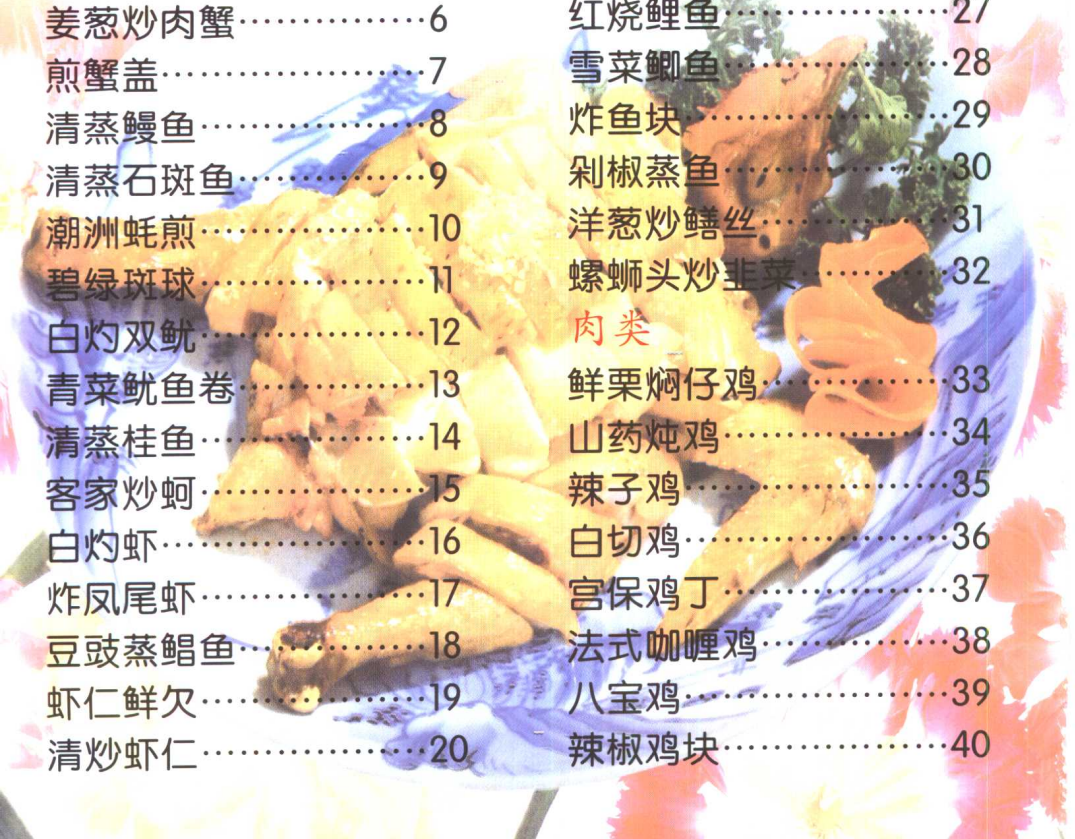 姜葱炒肉蟹……………6
煎蟹盖…………………7
清蒸鳗鱼………………8
清蒸石斑鱼……………9
潮洲蚝煎………………10
碧绿斑球………………11
白灼双鱿………………12
青菜鱿鱼卷……………13
清蒸桂鱼………………14
客家炒蚵………………15
白灼虾…………………16
炸凤尾虾………………17
豆豉蒸鲳鱼……………18
虾仁鲜欠………………19
清炒虾仁………………20
红烧鲤鱼………………27
雪菜鲫鱼………………28
炸鱼块…………………29
剁椒蒸鱼………………30
洋葱炒鳝丝……………31
螺蛳头炒韭菜…………32
肉类
鲜栗焖仔鸡……………33
山药炖鸡………………34
辣子鸡…………………35
白切鸡…………………36
宫保鸡丁………………37
法式咖喱鸡……………38
八宝鸡…………………39
辣椒鸡块………………40